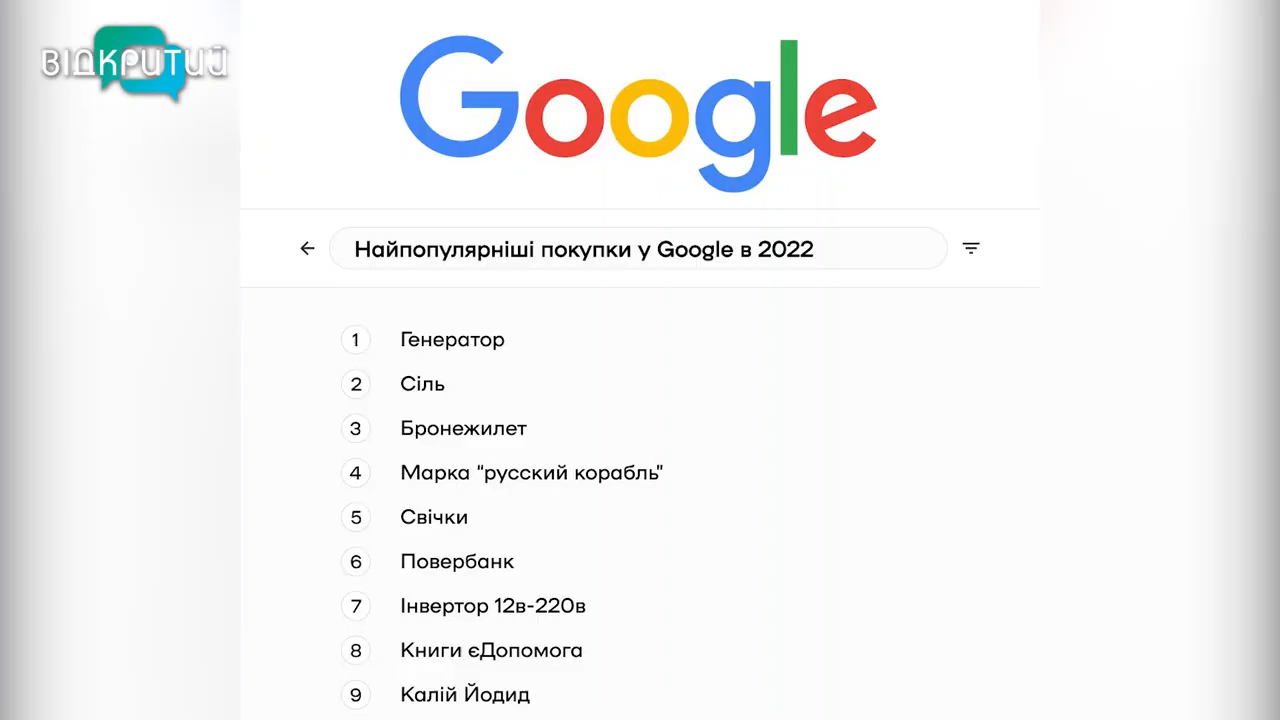 ВІДКРИТИЙ
Google
Найпопулярніші покупки у Google в 2022
1 Генератор
2 Сіль
3 Бронежилет
4 Марка “русский корабль”
5 Свічки
6 Повербанк
7 Інвертор 12в-220в
8 Книги єДопомога
9 Калій Йодид